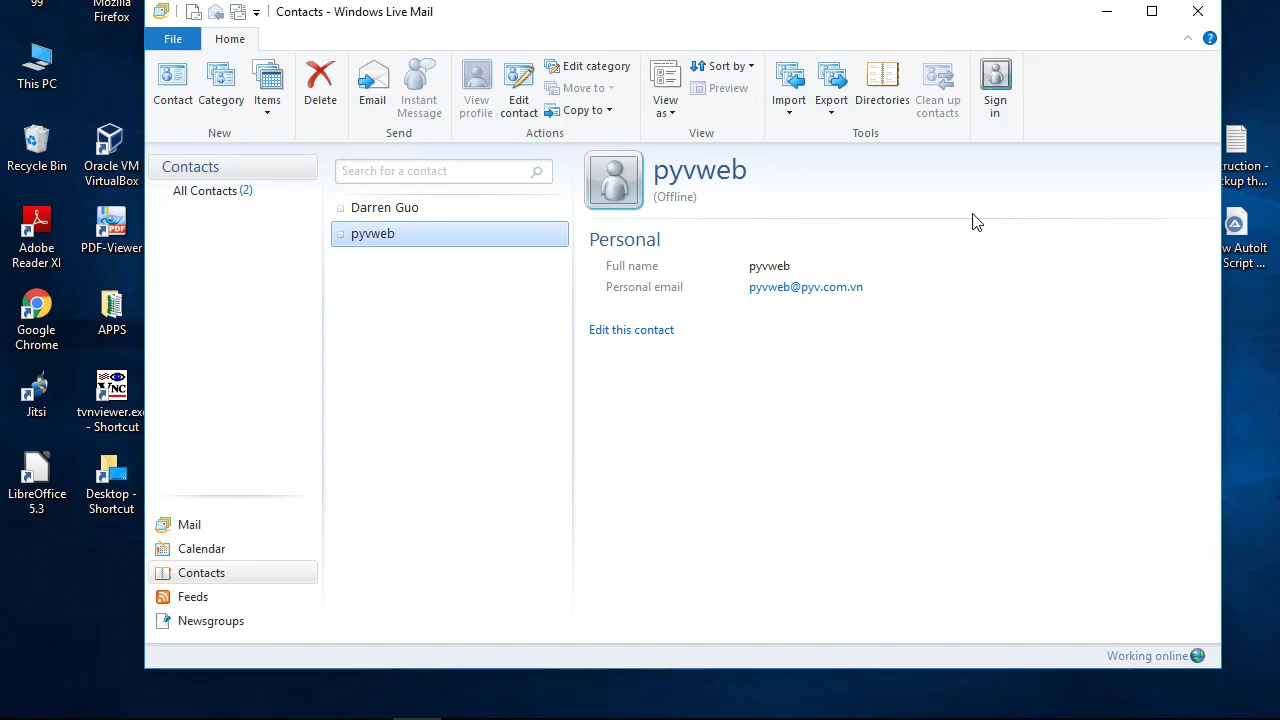 99
Mozilla
Firefox
This PC
Recycle Bin
Oracle VM
VirtualBox
Adobe
Reader XI
PDF-Viewer
Google
Chrome
APPS
Jitsi
tvnviewer.ex
- Shortcut
LibreOffice
5.3
Desktop -
Shortcut
Contacts - Windows Live Mail
File
Home
Contact
Category
Items
New
Delete
Email
Instant
Message
Send
View
profile
Edit
contact
Edit category
Move to
Copy to
Actions
View
as
Sort by
Preview
View
Import
Export
Directories
Clean up
contacts
Tools
Sign
in
Contacts
All Contacts (2)
Mail
Calendar
Contacts
Feeds
Newsgroups
Search for a contact
Darren Guo
pyvweb
pyvweb
(Offline)
Personal
Full name pyvweb
Personal email pyvweb@pyv.com.vn
Edit this contact
Working online
ruction -
kup th...
w AutoIt
Script ...